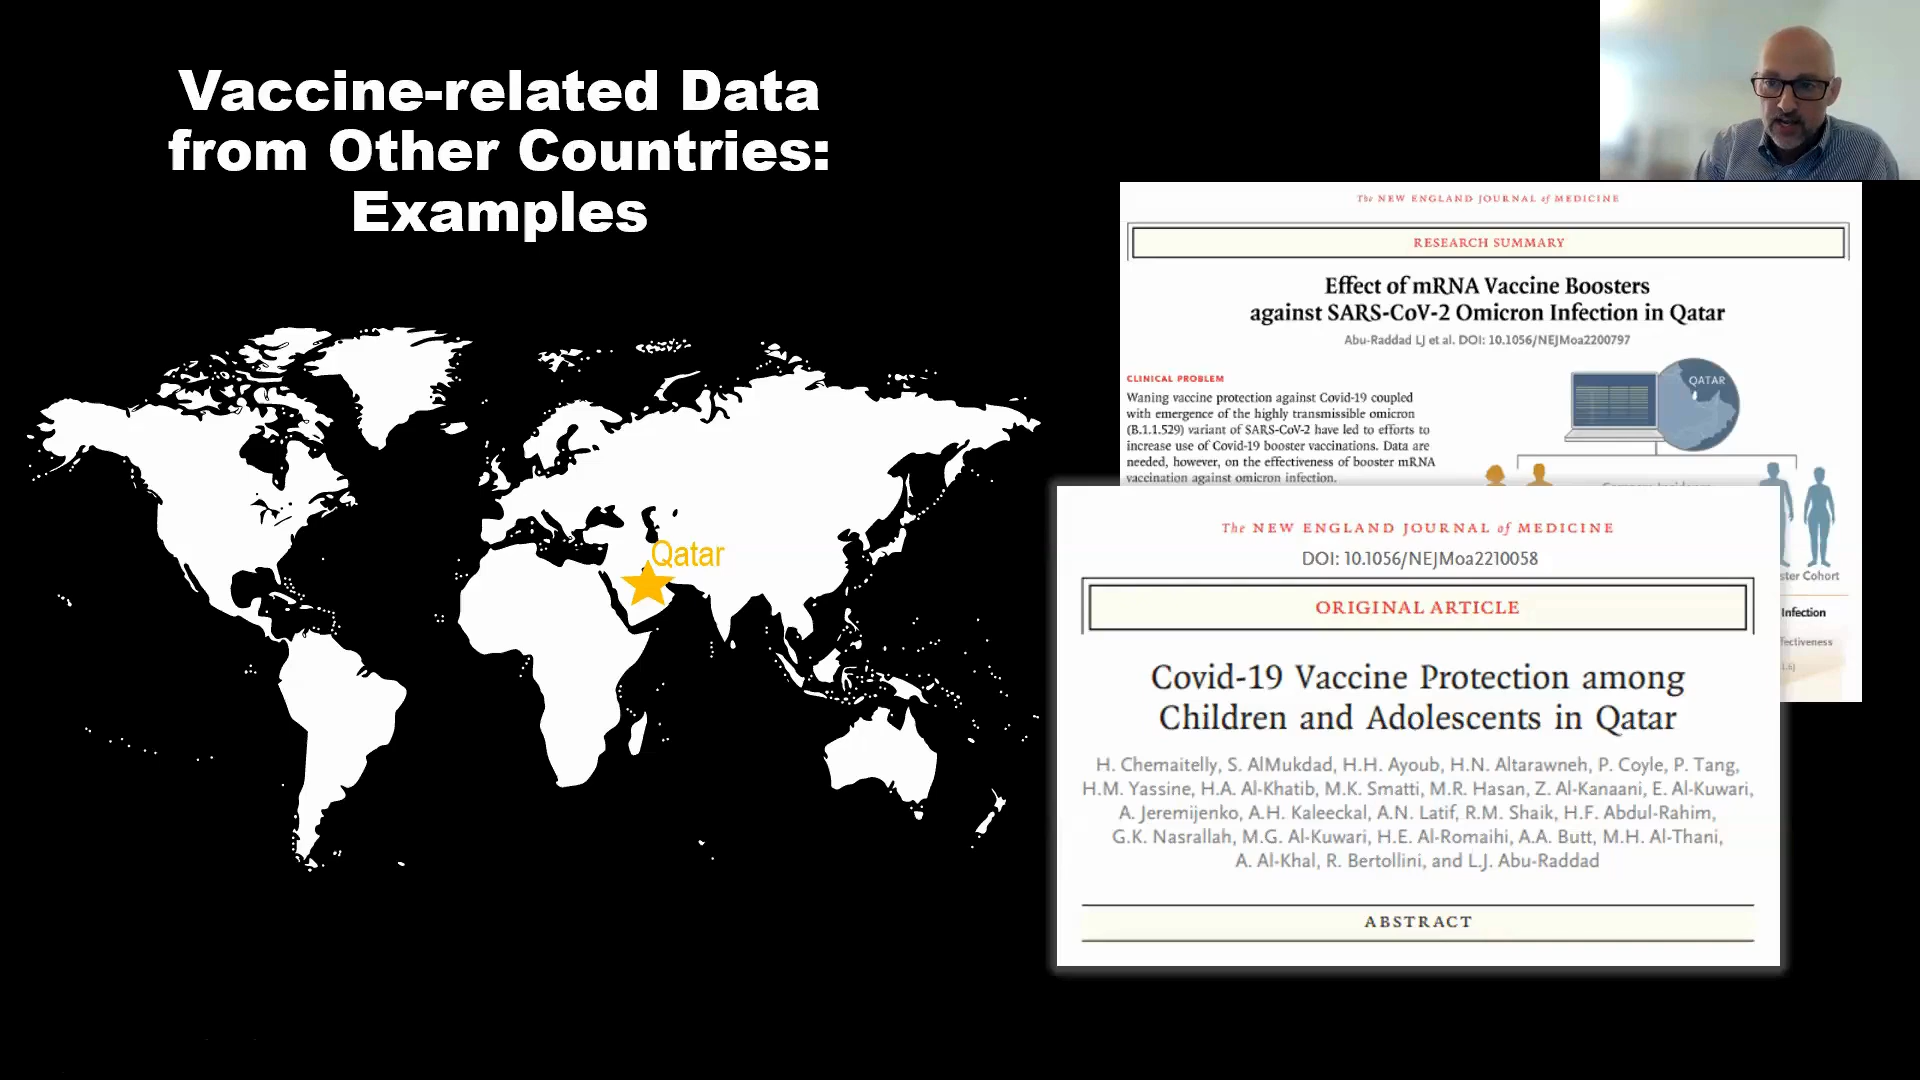 Vaccine-related Data
from Other Countries:
Examples
Qatar
The NEW ENGLAND JOURNAL of MEDICINE
RESEARCH SUMMARY
Effect of mRNA Vaccine Boosters
against SARS-CoV-2 Omicron Infection in Qatar
Abu-Raddad LJ et al. DOI: 10.1056/NEJMoa2200797
CLINICAL PROBLEM
Waning vaccine protection against Covid-19 coupled
with emergence of the highly transmissible omicron
(B.1.1.529) variant of SARS-CoV-2 have led to efforts to
increase use of Covid-19 booster vaccinations. Data are
needed, however, on the effectiveness of booster mRNA
vaccination against omicron infection.
QATAR
ster Cohort
Infection
fectiveness
The NEW ENGLAND JOURNAL of MEDICINE
DOI: 10.1056/NEJMoa2210058
ORIGINAL ARTICLE
Covid-19 Vaccine Protection among
Children and Adolescents in Qatar
H. Chemaitelly, S. AlMukdad, H.H. Ayoub, H.N. Altarawneh, P. Coyle, P. Tang,
H.M. Yassine, H.A. Al-Khatib, M.K. Smatti, M.R. Hasan, Z. Al-Kanaani, E. Al-Kuwari,
A. Jeremijenko, A.H. Kaleeckal, A.N. Latif, R.M. Shaik, H.F. Abdul-Rahim,
G.K. Nasrallah, M.G. Al-Kuwari, H.E. Al-Romaihi, A.A. Butt, M.H. Al-Thani,
A. Al-Khal, R. Bertollini, and L.J. Abu-Raddad
ABSTRACT